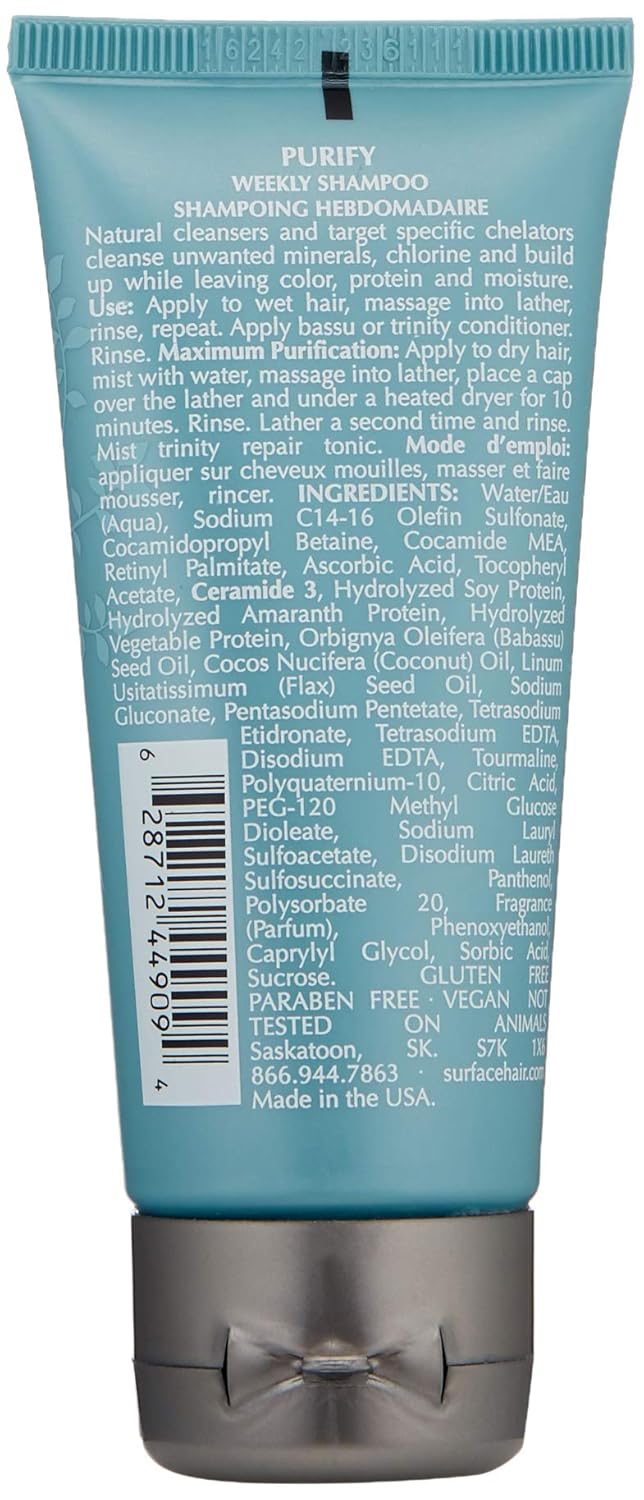 16242 236111
PURIFY
WEEKLY SHAMPOO
SHAMPOING HEBDOMADAIRE
Natural cleansers and target specific chelators
cleanse unwanted minerals, chlorine and build
up while leaving color, protein and moisture.
Use: Apply to wet hair, massage into lather,
rinse, repeat. Apply bassu or trinity conditioner.
Rinse. Maximum Purification: Apply to dry hair,
mist with water, massage into lather, place a cap
over the lather and under a heated dryer for 10
minutes. Rinse. Lather a second time and rinse.
Mist trinity repair tonic. Mode d'emploi:
appliquer sur cheveux mouilles, masser et faire
mousser, rincer. INGREDIENTS: Water/Eau
(Aqua), Sodium C14-16 Olefin Sulfonate,
Cocamidopropyl Betaine, Cocamide MEA,
Retinyl Palmitate, Ascorbic Acid, Tocopheryl
Acetate, Ceramide 3, Hydrolyzed Soy Protein,
Hydrolyzed Amaranth Protein, Hydrolyzed
Vegetable Protein, Orbignya Oleifera (Babassu)
Seed Oil, Cocos Nucifera (Coconut) Oil, Linum
Usitatissimum (Flax) Seed Oil, Sodium
Gluconate, Pentasodium Pentetate, Tetrasodium
Etidronate, Tetrasodium EDTA,
Disodium EDTA, Tourmaline,
Polyquaternium-10, Citric Acid,
PEG-120 Methyl Glucose
Dioleate, Sodium Lauryl
Sulfoacetate, Disodium Laureth
Sulfosuccinate, Panthenol,
Polysorbate 20, Fragrance
(Parfum), Phenoxyethanol,
Caprylyl Glycol, Sorbic Acid,
Sucrose. GLUTEN FREE
PARABEN FREE · VEGAN NOT
TESTED ON ANIMALS
Saskatoon, SK. S7K 1X6
866.944.7863 · surfacehair.com
Made in the USA.
6 28712 44909 4